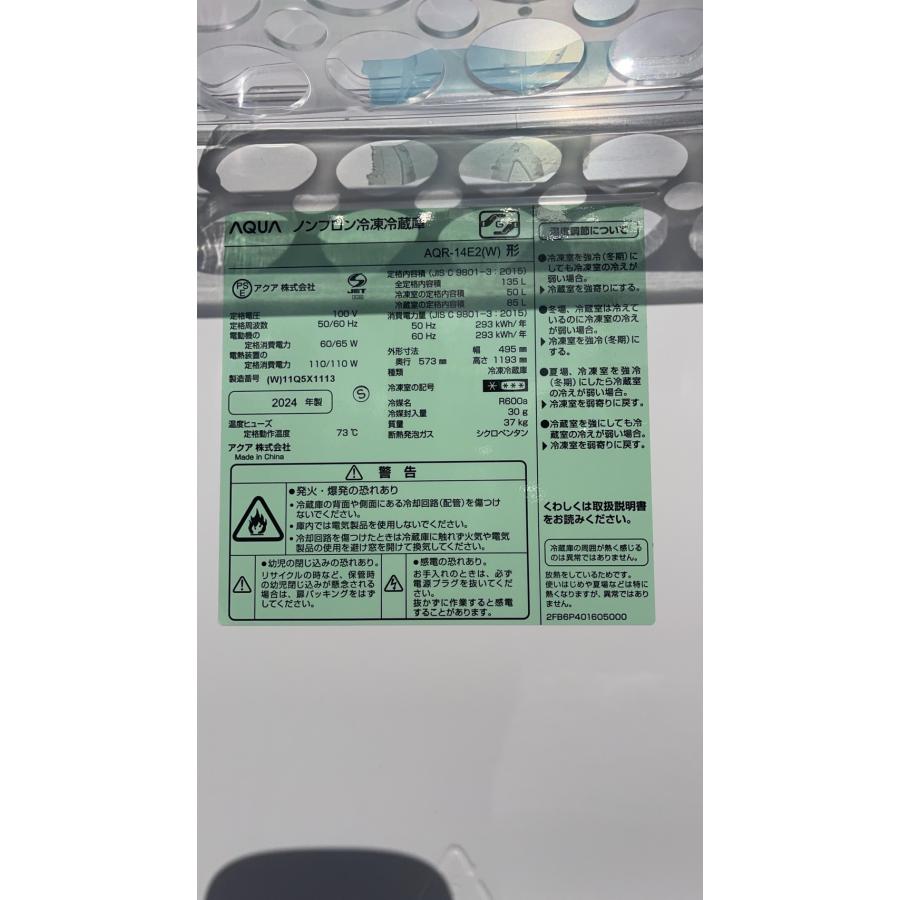 AQUA ノンフロン冷凍冷蔵庫
AQR-14E2(W) 形
PS
E
アクア 株式会社
JET
定格電圧 100 V
定格周波数 50/60 Hz
電動機の
定格消費電力 60/65 W
電熱装置の
定格消費電力 110/110 W
製造番号 (W)11Q5X1113
2024 年製
S
温度ヒューズ
定格動作温度 73℃
アクア 株式会社
Made in China
定格内容積 (JIS C 9801-3 : 2015)
全定格内容積 135 L
冷凍室の定格内容積 50 L
冷蔵室の定格内容積 85 L
消費電力量 (JIS C 9801-3 : 2015)
50 Hz 293 kWh/年
60 Hz 293 kWh/年
外形寸法 幅 495 mm
奥行 573 mm 高さ 1193 mm
種類 冷凍冷蔵庫
冷凍室の記号
冷媒名 R600a
冷媒封入量 30 g
質量 37 kg
断熱発泡ガス シクロペンタン
警告
●発火・爆発の恐れあり
・冷蔵庫の背面や側面にある冷却回路(配管)を傷つけ
ないでください。
・庫内では電気製品を使用しないでください。
・冷却回路を傷つけたときは冷蔵庫に触れず火気や電気
製品の使用を避け窓を開けて換気してください。
●幼児の閉じ込みの恐れあり。
リサイクルの時など、保管時
の幼児閉じ込みが懸念される
場合は、扉パッキングをはず
してください。
●感電の恐れあり。
お手入れのときは、必ず
電源プラグを抜いてくだ
さい。
抜かずに作業すると感電
することがあります。
温度調節について
●冷凍室を強冷(冬期)に
しても冷凍室の冷えが
弱い場合。
▶冷蔵室を強寄りにする。
●冬場、冷蔵室は冷えて
いるのに冷凍室の冷え
が弱い場合。
▶冷凍室を強冷(冬期)に
する。
●夏場、冷凍室を強冷
(冬期)にしたら冷蔵室
の冷えが弱い場合。
▶冷凍室を弱寄りに戻す。
●冷蔵室を強にしても冷
蔵室の冷えが弱い場合。
▶冷凍室を弱寄りに戻す。
くわしくは取扱説明書
をお読みください。
冷蔵庫の周囲が熱く感じる
のは異常ではありません。
放熱をしているためです。
使いはじめや夏場などは特に
熱くなりますが、異常ではあ
りません。
2FB6P401605000